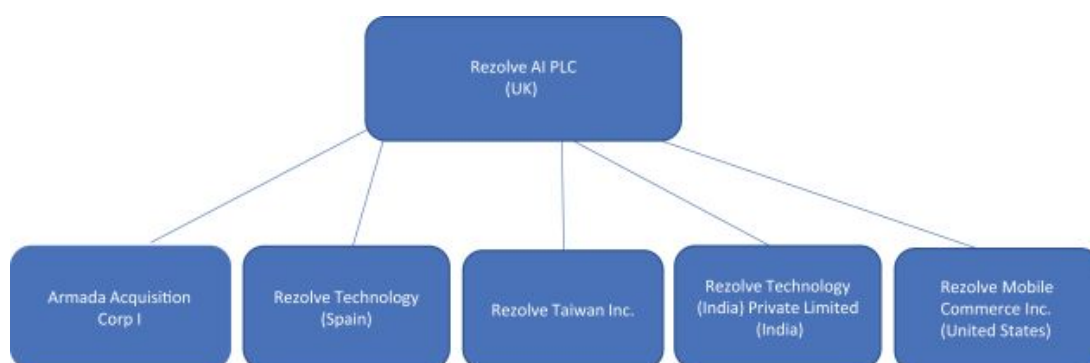 Rezolve AI PLC
(UK)
Armada Acquisition
Corp I
Rezolve Technology
(Spain)
Rezolve Taiwan Inc.
Rezolve Technology
(India) Private Limited
(India)
Rezolve Mobile
Commerce Inc.
(United States)